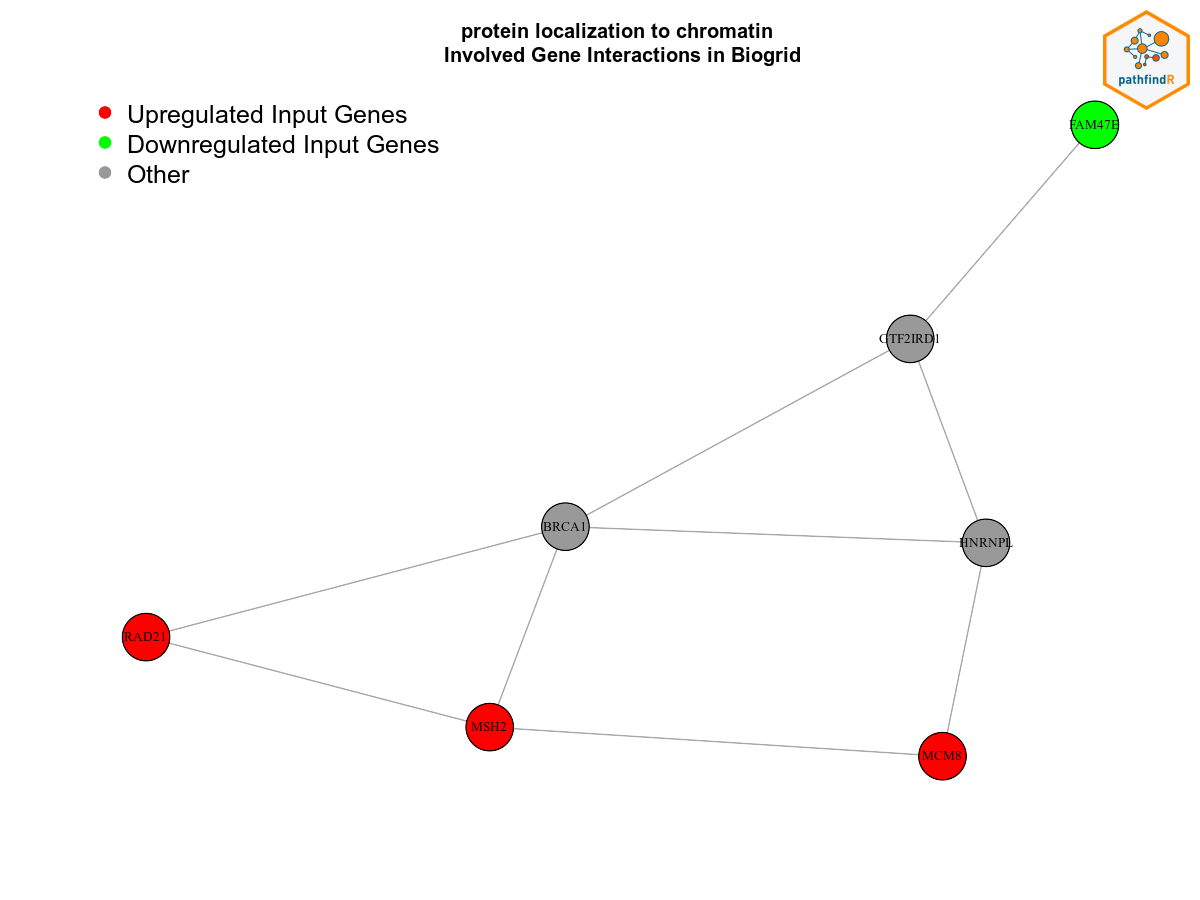 protein localization to chromatin
Involved Gene Interactions in Biogrid
pathfindR
Upregulated Input Genes
Downregulated Input Genes
Other
FAM47E
GTF2IRD1
BRCA1
HNRNPL
RAD21
MSH2
MCM8